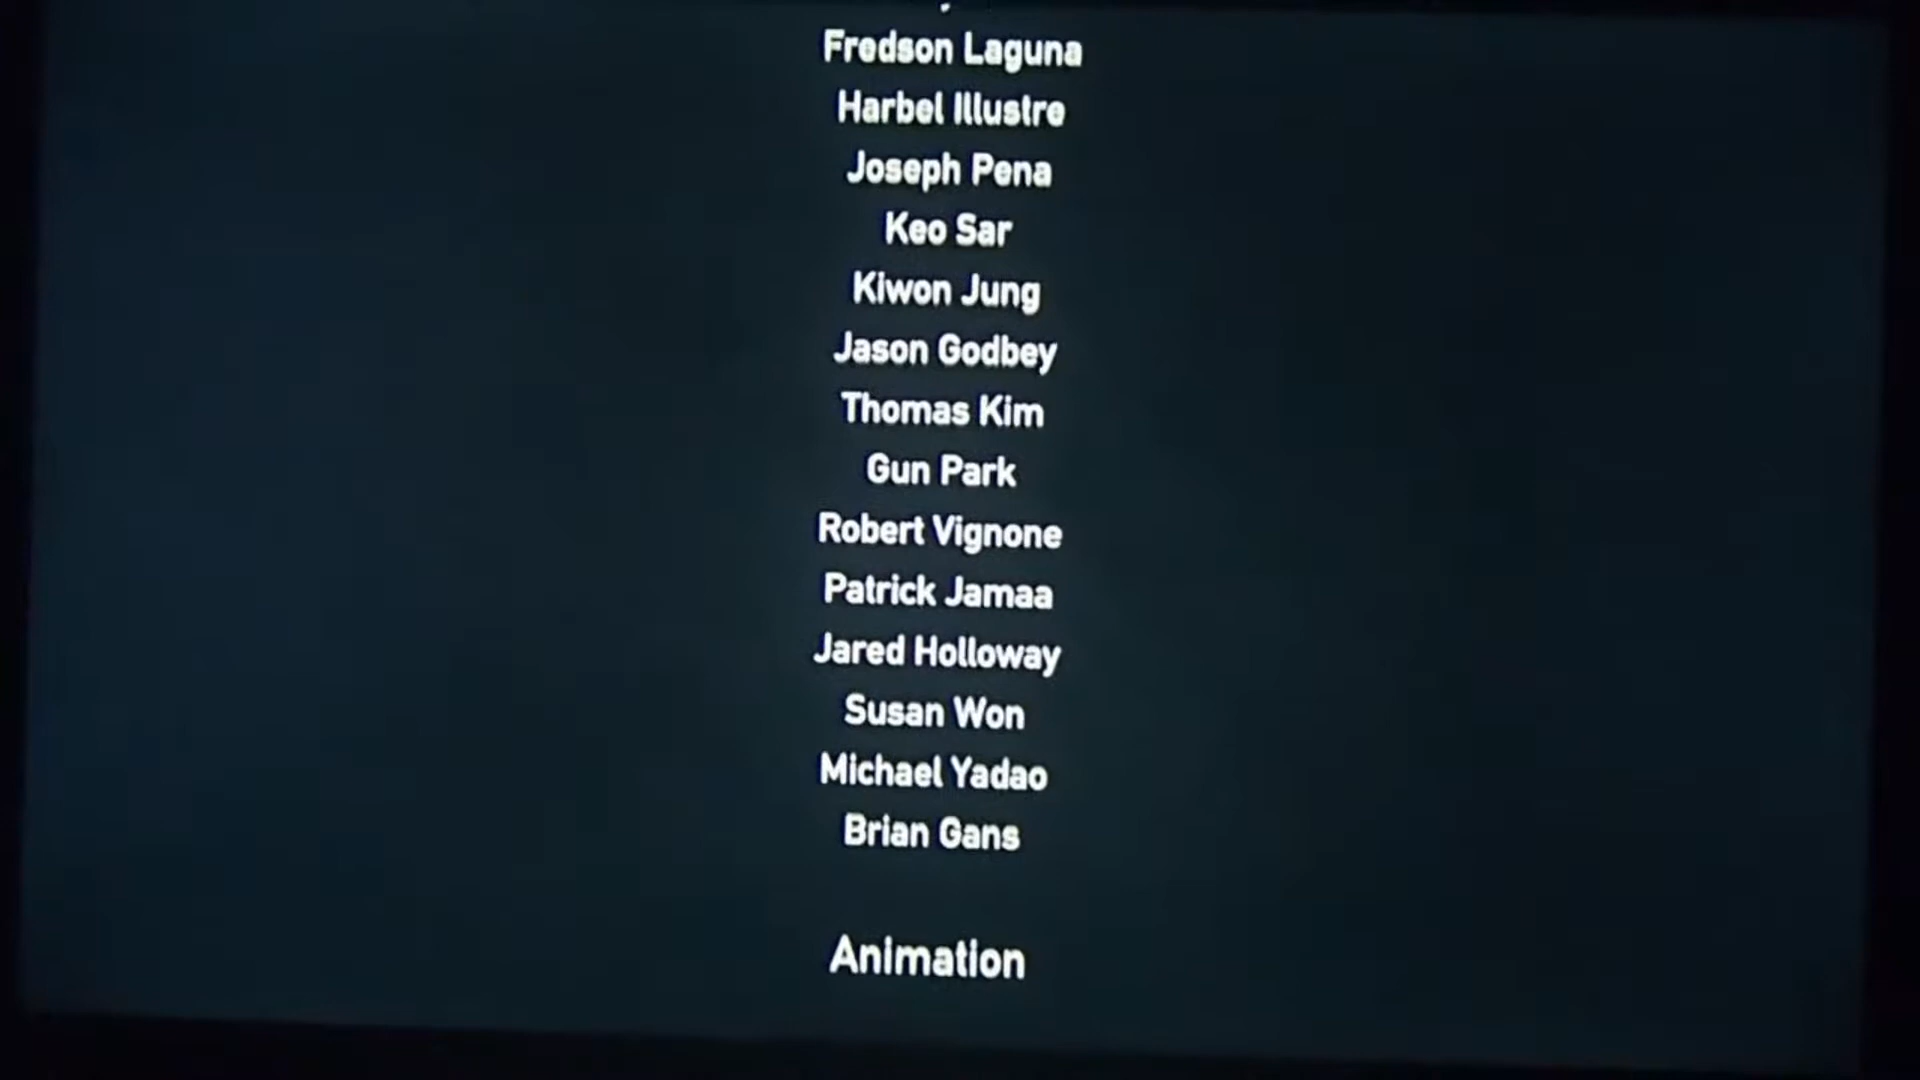 Fredson Laguna
Harbel Illustre
Joseph Pena
Keo Sar
Kiwon Jung
Jason Godbey
Thomas Kim
Gun Park
Robert Vignone
Patrick Jamaa
Jared Holloway
Susan Won
Michael Yadao
Brian Gans
Animation